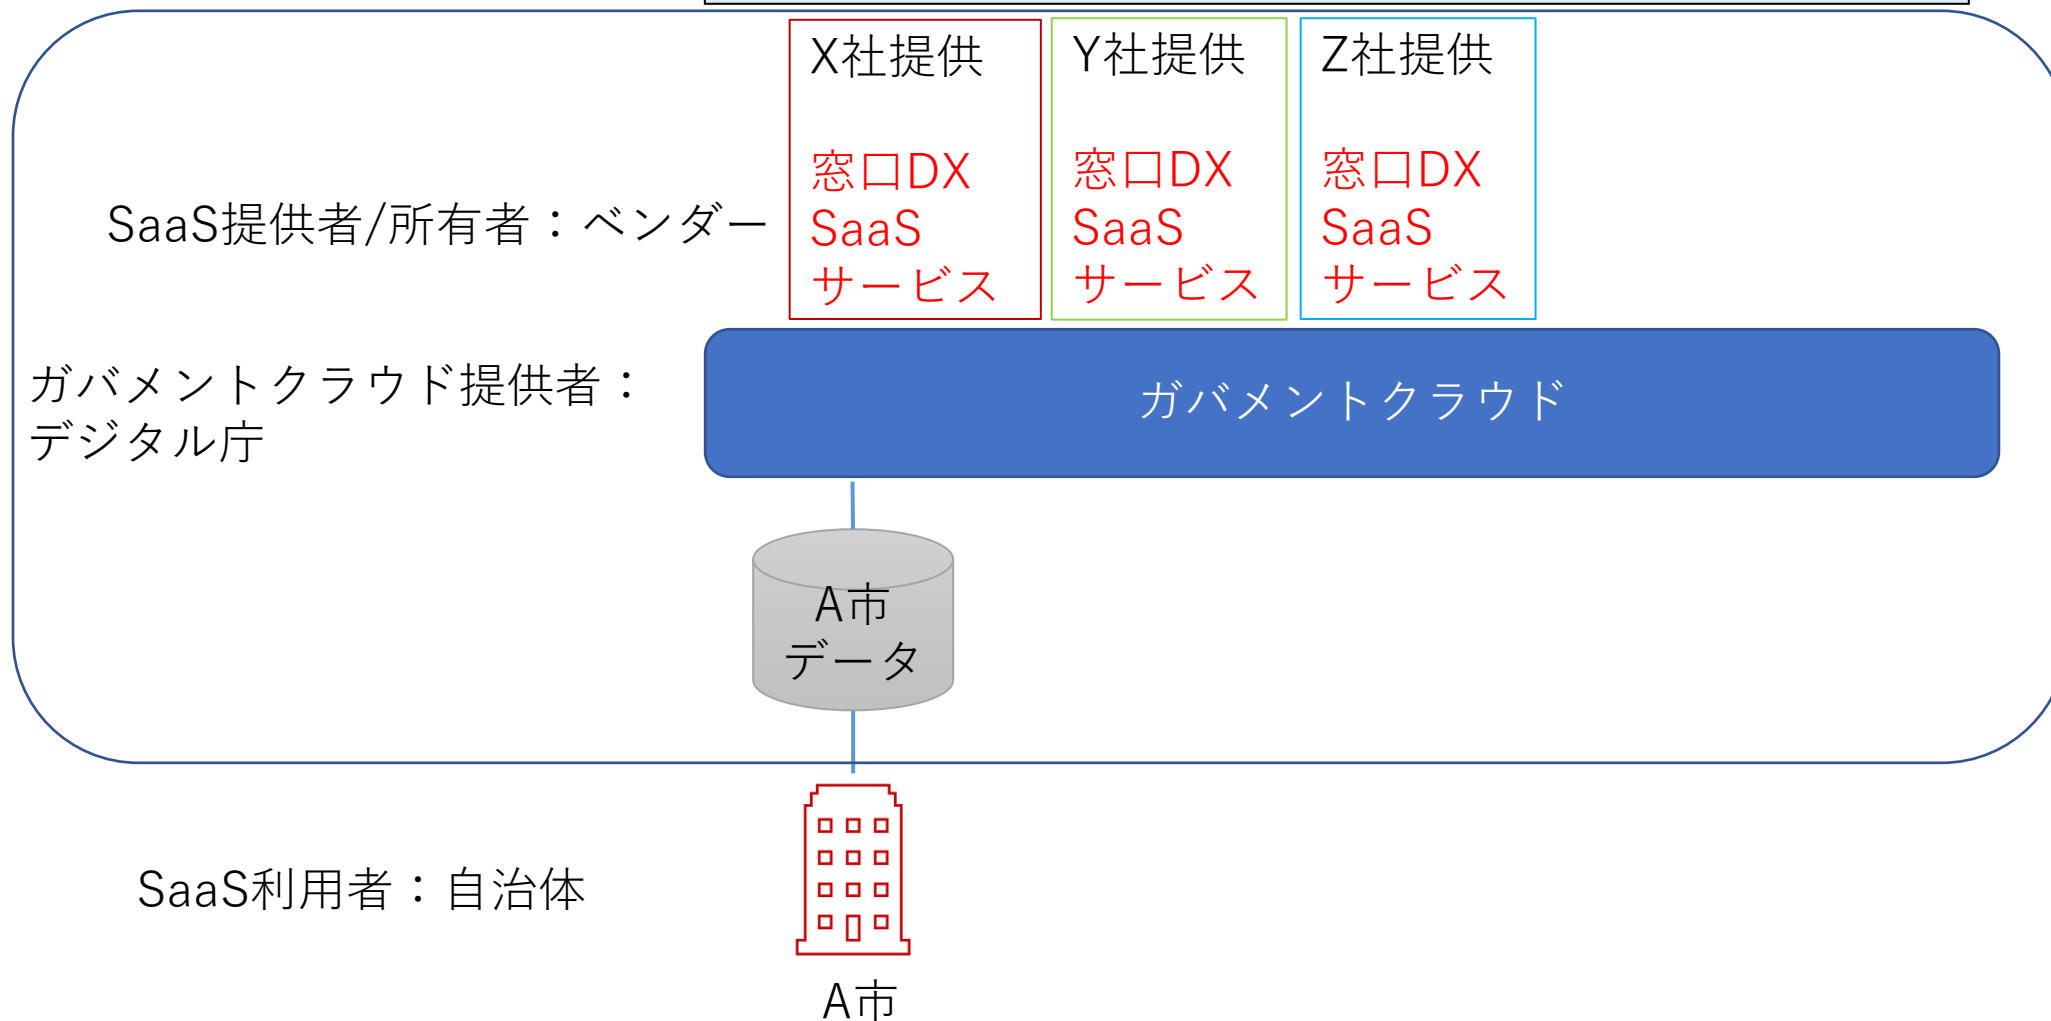 X社提供
窓口DX
SaaS
サービス
Y社提供
窓口DX
SaaS
サービス
Z社提供
窓口DX
SaaS
サービス
SaaS提供者/所有者：ベンダー
ガバメントクラウド提供者：
デジタル庁
ガバメントクラウド
A市
データ
SaaS利用者：自治体
A市